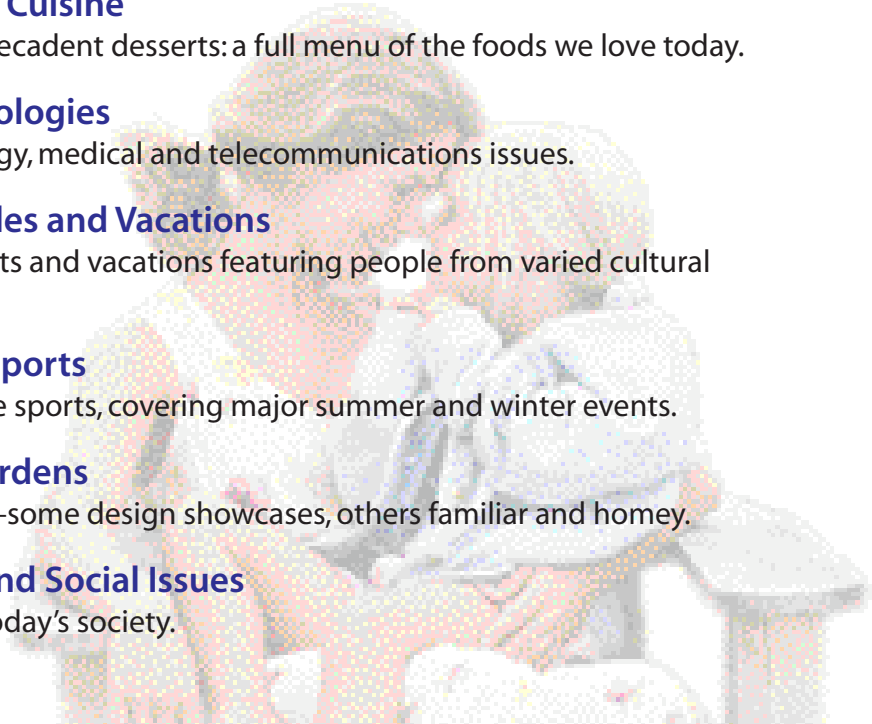 Cuisine
ecadent desserts: a full menu of the foods we love today.
ologies
gy, medical and telecommunications issues.
les and Vacations
ts and vacations featuring people from varied cultural
ports
e sports, covering major summer and winter events.
rdens
-some design showcases, others familiar and homey.
nd Social Issues
oday's society.